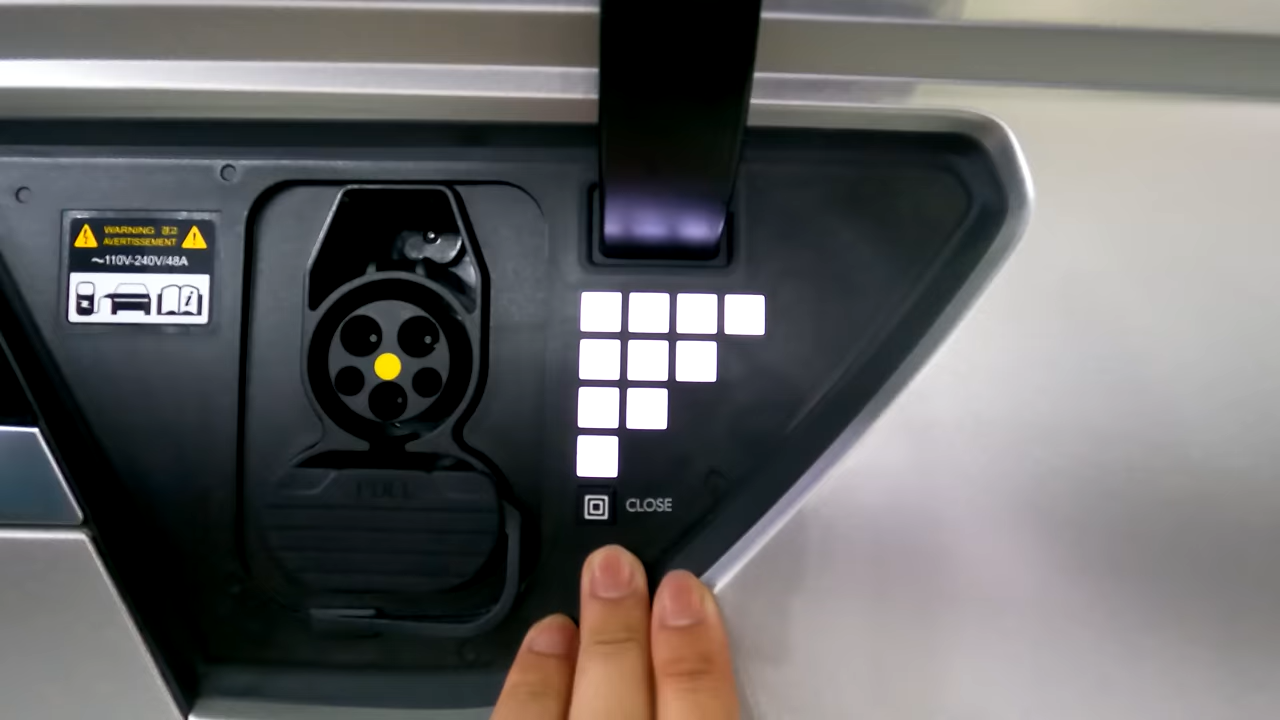 WARNING 경고
AVERTISSEMENT
~110V-240V/48A
CLOSE